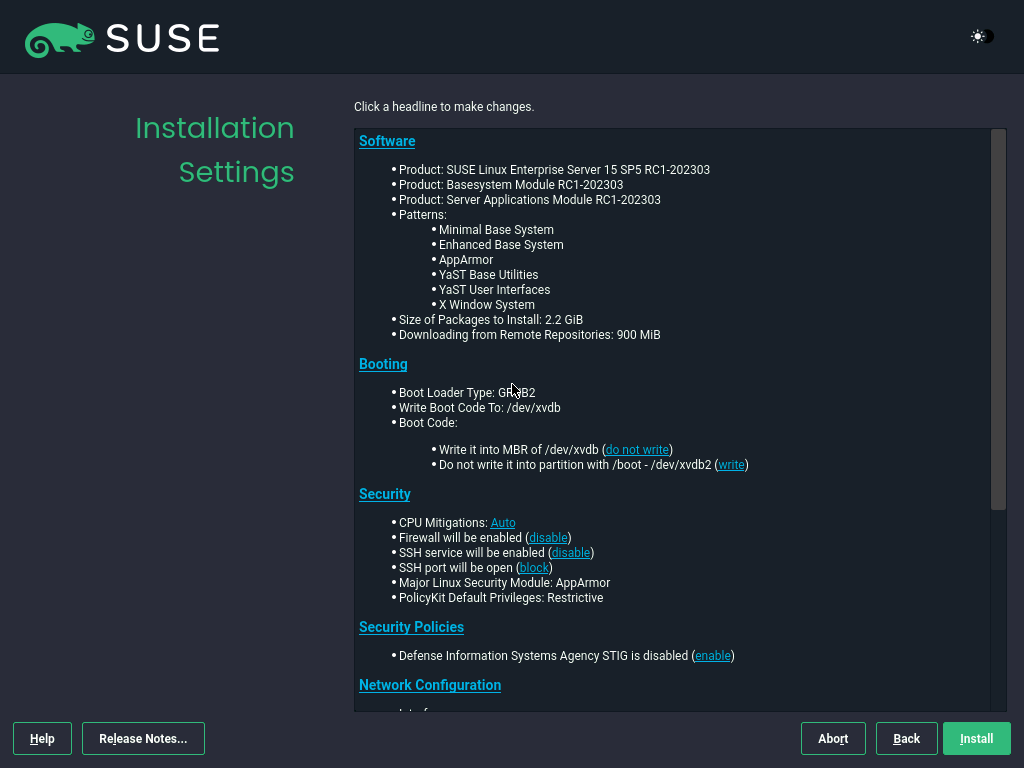 SUSE
Installation
Settings
Click a headline to make changes.
Software
• Product: SUSE Linux Enterprise Server 15 SP5 RC1-202303
• Product: Basesystem Module RC1-202303
• Product: Server Applications Module RC1-202303
• Patterns:
• Minimal Base System
• Enhanced Base System
• AppArmor
• YaST Base Utilities
• YaST User Interfaces
• X Window System
• Size of Packages to Install: 2.2 GiB
• Downloading from Remote Repositories: 900 MiB
Booting
• Boot Loader Type: GRUB2
• Write Boot Code To: /dev/xvdb
• Boot Code:
• Write it into MBR of /dev/xvdb (do not write)
• Do not write it into partition with /boot - /dev/xvdb2 (write)
Security
• CPU Mitigations: Auto
• Firewall will be enabled (disable)
• SSH service will be enabled (disable)
• SSH port will be open (block)
• Major Linux Security Module: AppArmor
• PolicyKit Default Privileges: Restrictive
Security Policies
• Defense Information Systems Agency STIG is disabled (enable)
Network Configuration
Help
Release Notes...
Abort
Back
Install